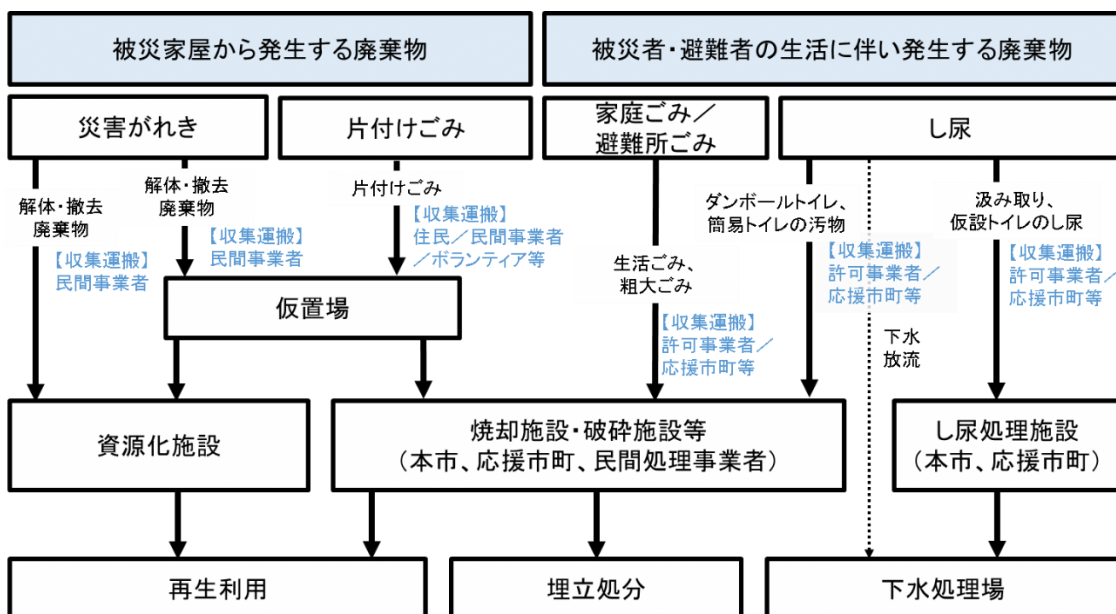 被災家屋から発生する廃棄物
被災者・避難者の生活に伴い発生する廃棄物
災害がれき
片付けごみ
家庭ごみ／
避難所ごみ
し尿
解体・撤去
廃棄物
【収集運搬】
民間事業者
解体・撤去
廃棄物
【収集運搬】
民間事業者
片付けごみ
【収集運搬】
住民／民間事業者
／ボランティア等
生活ごみ、
粗大ごみ
【収集運搬】
許可事業者／
応援市町等
ダンボールトイレ、
簡易トイレの汚物
【収集運搬】
許可事業者／
応援市町等
下水
放流
汲み取り、
仮設トイレのし尿
【収集運搬】
許可事業者／
応援市町等
仮置場
資源化施設
焼却施設・破砕施設等
（本市、応援市町、民間処理事業者）
し尿処理施設
（本市、応援市町）
再生利用
埋立処分
下水処理場